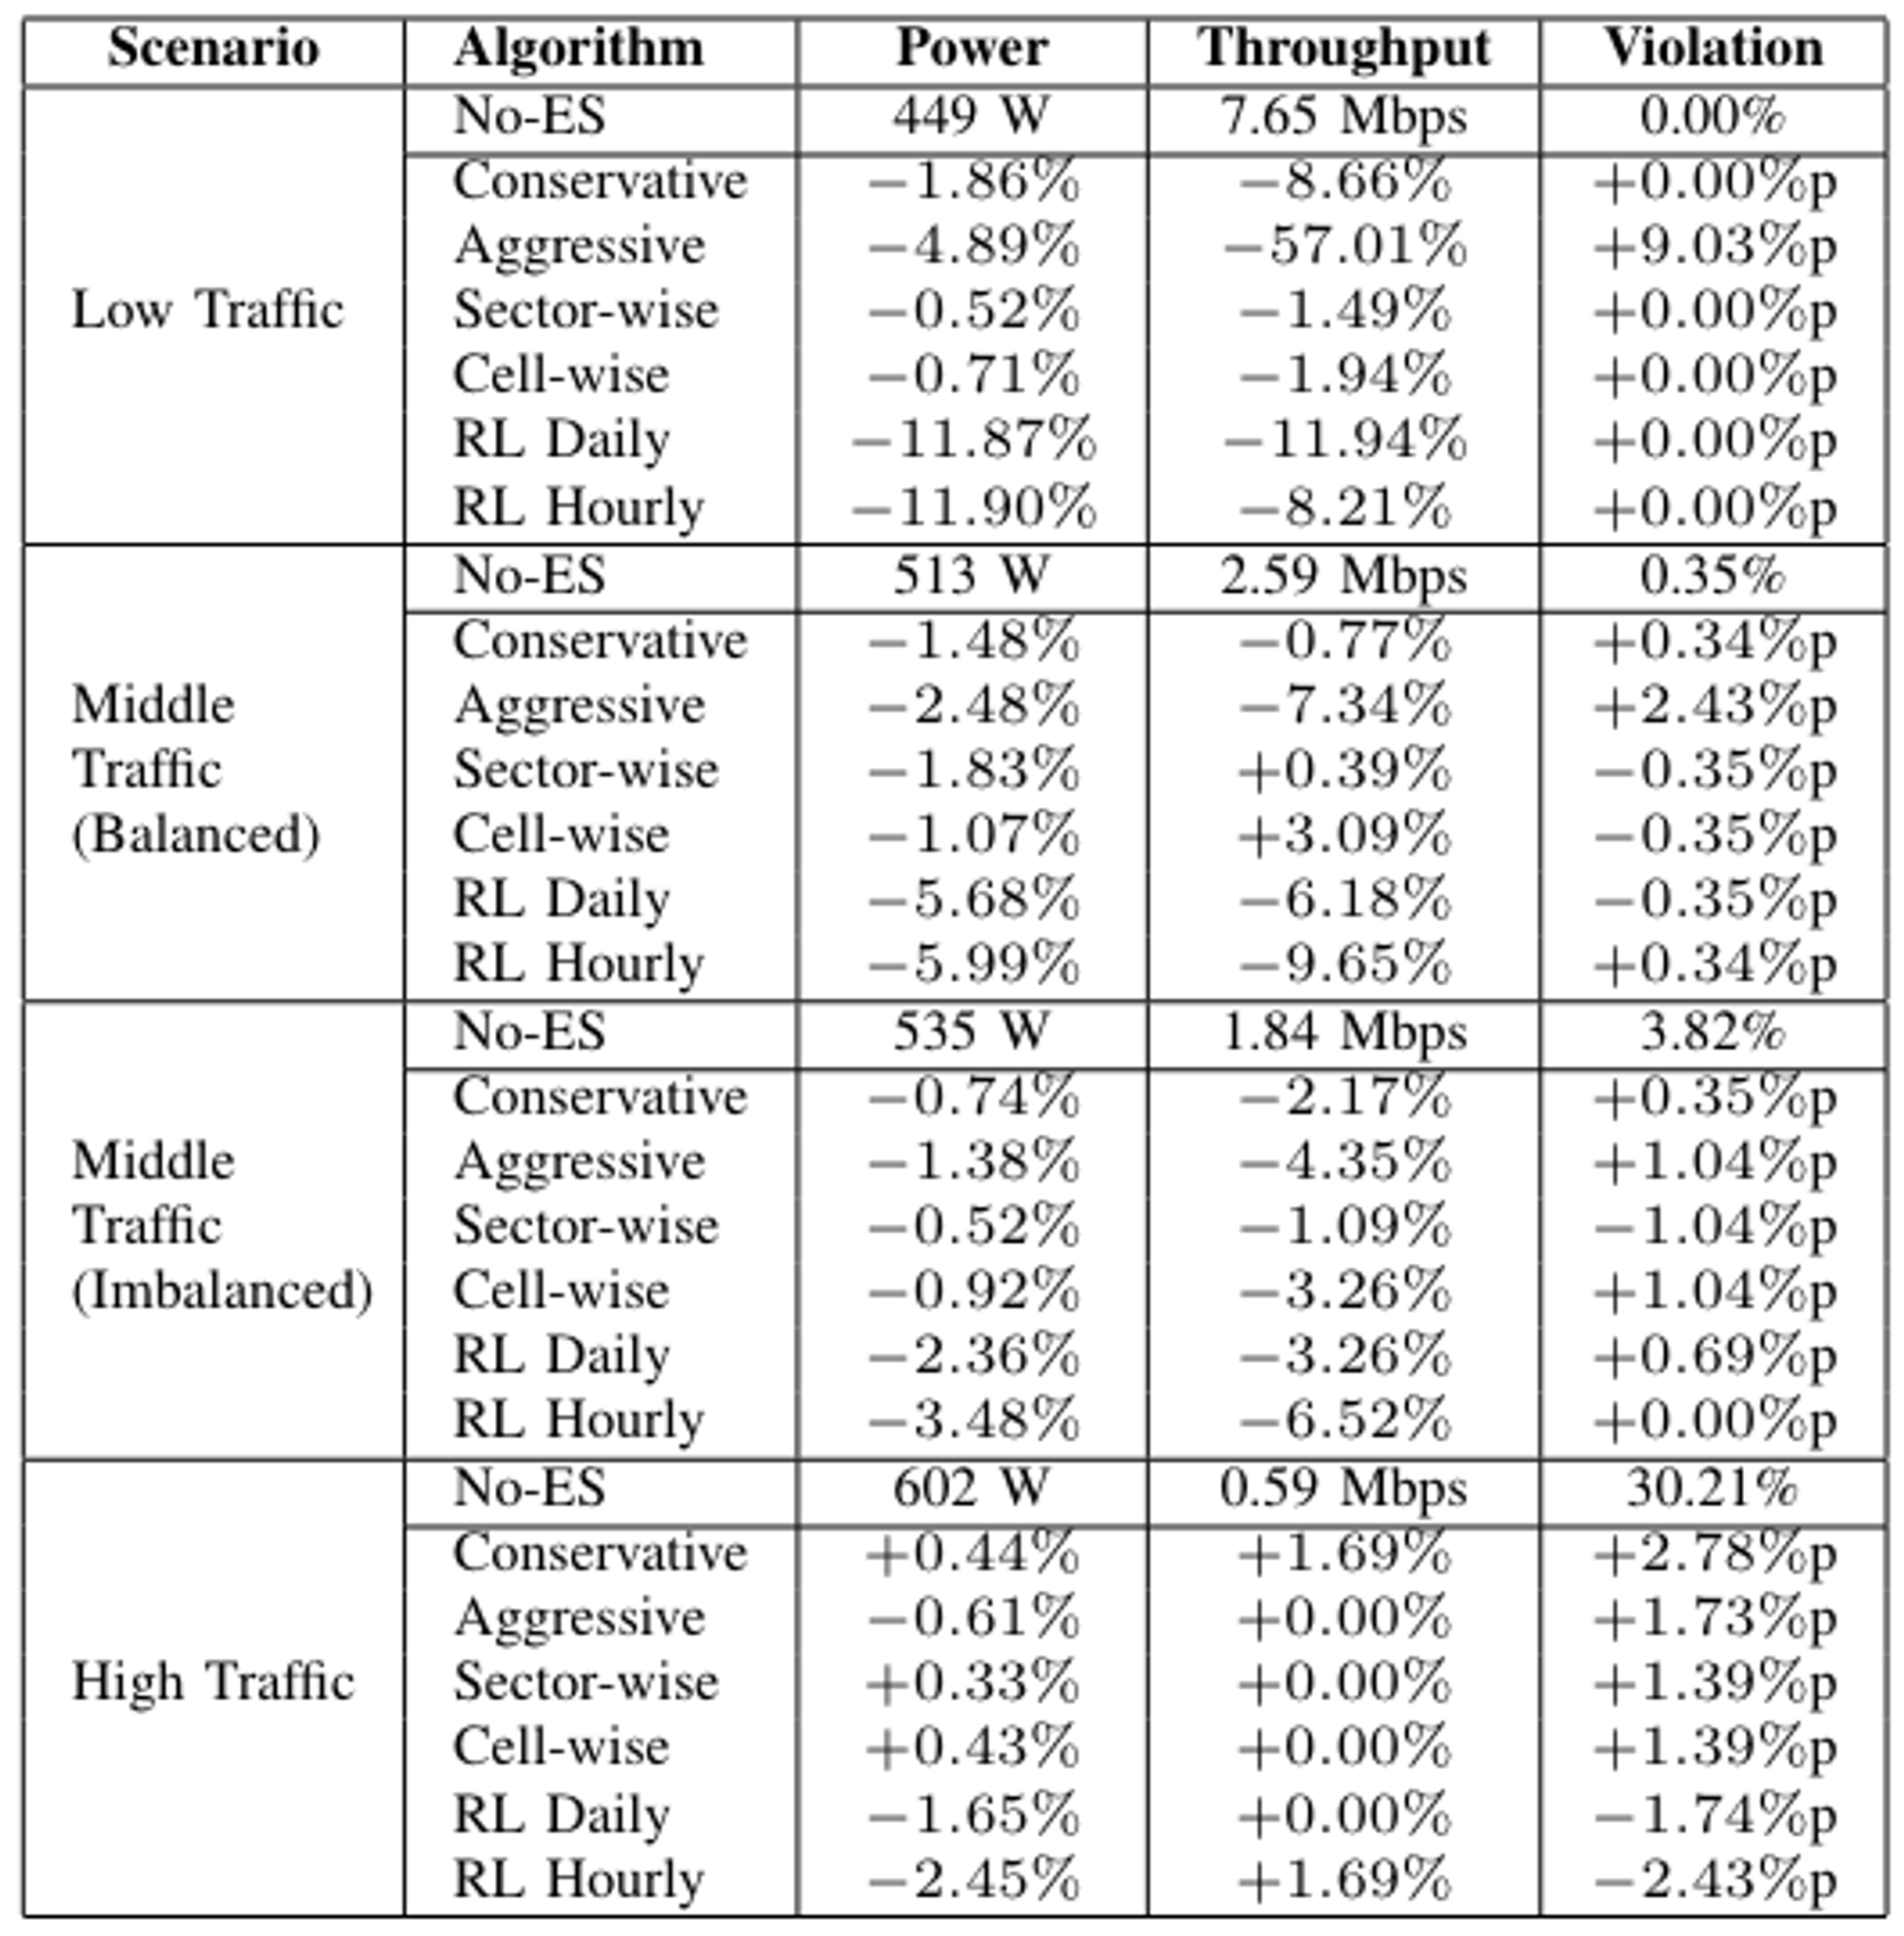 Scenario Algorithm Power Throughput Violation
No-ES 449 W 7.65 Mbps 0.00%
Conservative −1.86% −8.66% +0.00%p
Aggressive −4.89% −57.01% +9.03%p
Low Traffic Sector-wise −0.52% −1.49% +0.00%p
Cell-wise −0.71% −1.94% +0.00%p
RL Daily −11.87% −11.94% +0.00%p
RL Hourly −11.90% −8.21% +0.00%p
No-ES 513 W 2.59 Mbps 0.35%
Conservative −1.48% −0.77% +0.34%p
Middle Aggressive −2.48% −7.34% +2.43%p
Traffic Sector-wise −1.83% +0.39% −0.35%p
(Balanced) Cell-wise −1.07% +3.09% −0.35%p
RL Daily −5.68% −6.18% −0.35%p
RL Hourly −5.99% −9.65% +0.34%p
No-ES 535 W 1.84 Mbps 3.82%
Conservative −0.74% −2.17% +0.35%p
Middle Aggressive −1.38% −4.35% +1.04%p
Traffic Sector-wise −0.52% −1.09% −1.04%p
(Imbalanced) Cell-wise −0.92% −3.26% +1.04%p
RL Daily −2.36% −3.26% +0.69%p
RL Hourly −3.48% −6.52% +0.00%p
No-ES 602 W 0.59 Mbps 30.21%
Conservative +0.44% +1.69% +2.78%p
Aggressive −0.61% +0.00% +1.73%p
High Traffic Sector-wise +0.33% +0.00% +1.39%p
Cell-wise +0.43% +0.00% +1.39%p
RL Daily −1.65% +0.00% −1.74%p
RL Hourly −2.45% +1.69% −2.43%p